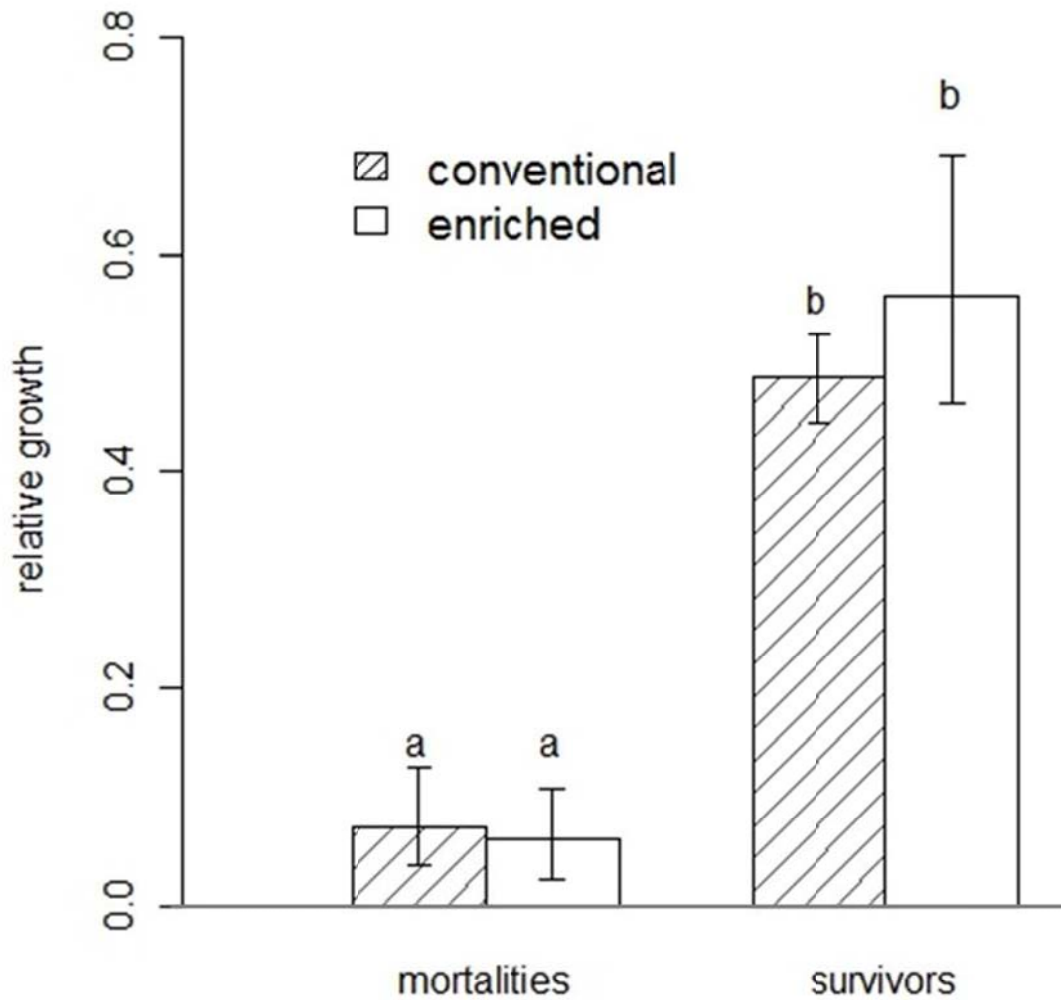 0.8
0.6
0.4
0.2
0.0
relative growth
conventional
enriched
a
a
b
b
mortalities
survivors